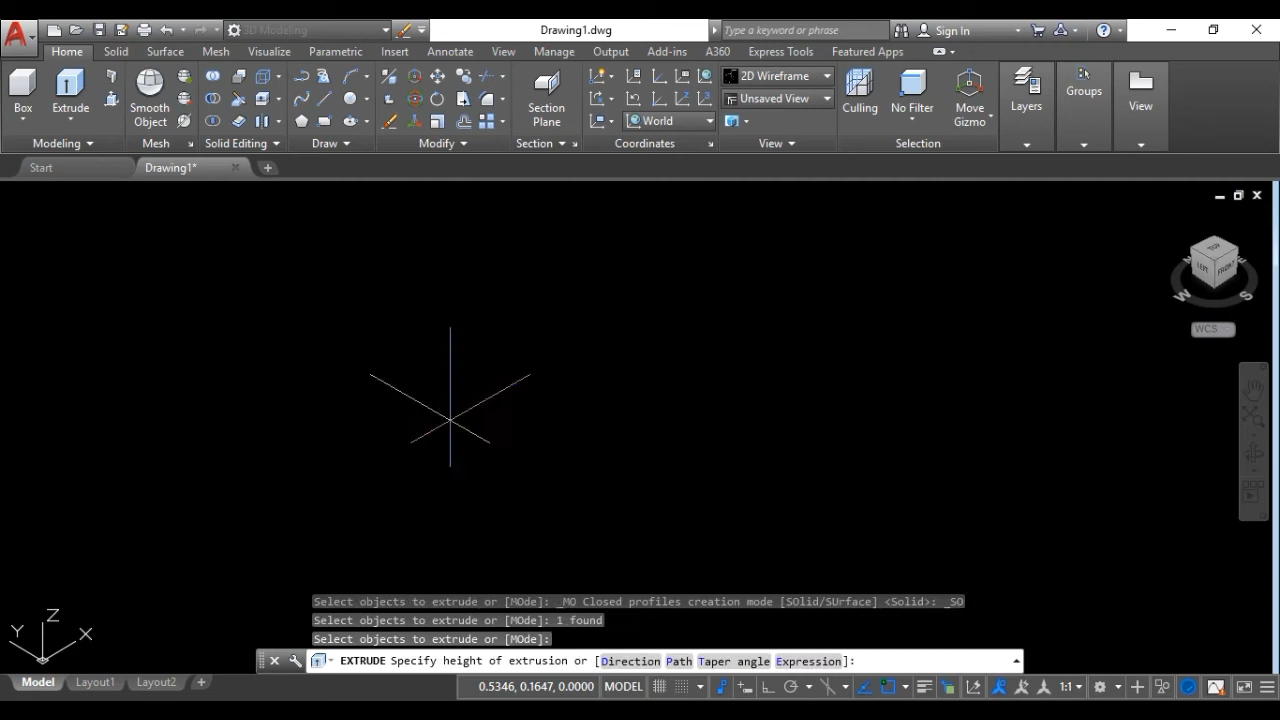 3D Modeling
Drawing1.dwg
Type a keyword or phrase
Sign In
Home Solid Surface Mesh Visualize Parametric Insert Annotate View Manage Output Add-ins A360 Express Tools Featured Apps
Box
Extrude
Smooth
Object
Section
Plane
2D Wireframe
Unsaved View
World
Culling
No Filter
Move
Gizmo
Layers
Groups
View
Modeling Mesh Solid Editing Draw Modify Section Coordinates View Selection
Start Drawing1*
TOP
LEFT
FRONT
W
S
WCS
Select objects to extrude or [MOde]: _MO Closed profiles creation mode [SOlid/SUrface] <Solid>: _SO
Select objects to extrude or [MOde]: 1 found
Select objects to extrude or [MOde]:
EXTRUDE Specify height of extrusion or [Direction Path Taper angle Expression]:
Z
Y
X
Model Layout1 Layout2
0.5346, 0.1647, 0.0000 MODEL 1:1